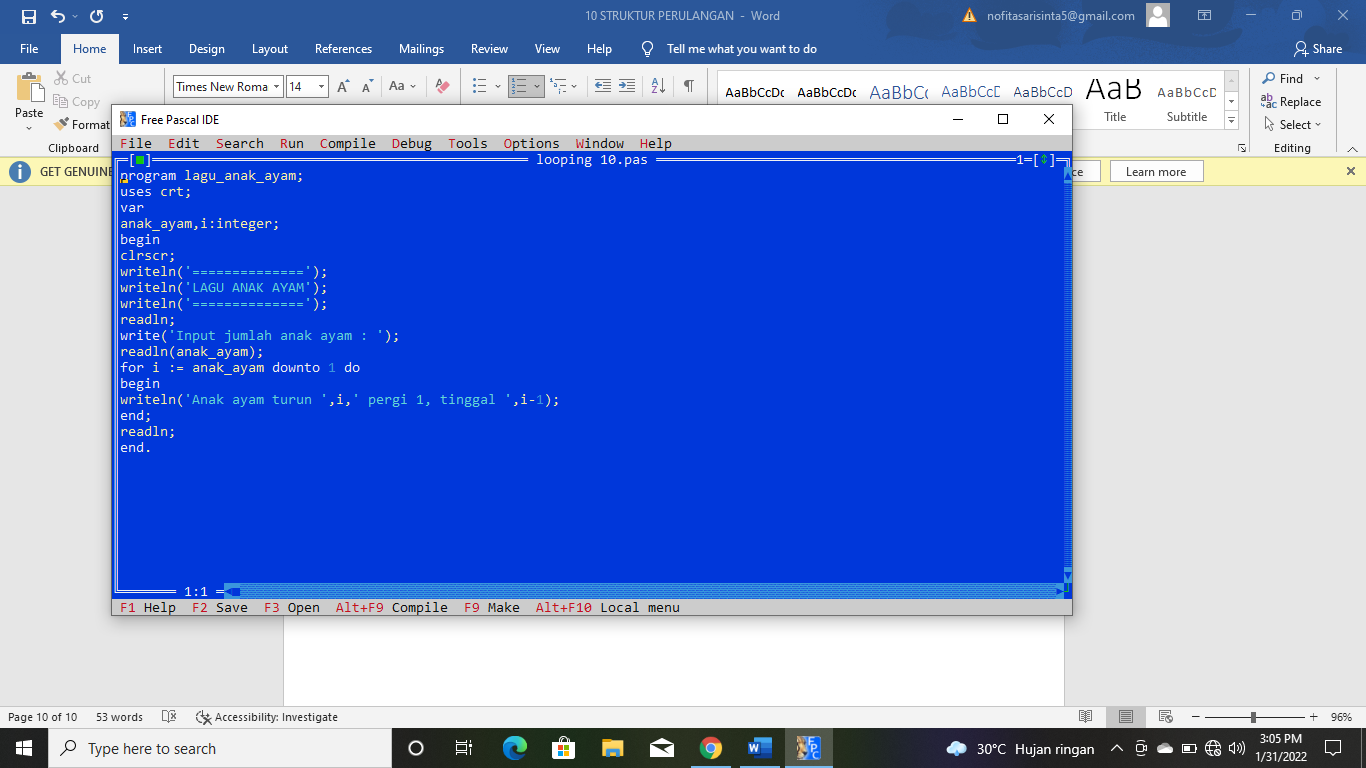 10 STRUKTUR PERULANGAN - Word
nofitasarisinta5@gmail.com
File Home Insert Design Layout References Mailings Review View Help Tell me what you want to do Share
Cut
Copy
Format
Paste
Clipboard
Times New Roma 14
Aa
AaBbCcDc AaBbCcDc AaBbC AaBbCcE AaBbCcD AaB AaBbCcD
Title Subtitle
Find
Replace
Select
Editing
GET GENUINE
ce
Learn more
Free Pascal IDE
File Edit Search Run Compile Debug Tools Options Window Help
looping 10.pas 1=[↕]
program lagu_anak_ayam;
uses crt;
var
anak_ayam,i:integer;
begin
clrscr;
writeln('==============');
writeln('LAGU ANAK AYAM');
writeln('==============');
readln;
write('Input jumlah anak ayam : ');
readln(anak_ayam);
for i := anak_ayam downto 1 do
begin
writeln('Anak ayam turun ',i,' pergi 1, tinggal ',i-1);
end;
readln;
end.
1:1
F1 Help F2 Save F3 Open Alt+F9 Compile F9 Make Alt+F10 Local menu
Page 10 of 10 53 words Accessibility: Investigate 96%
Type here to search
30°C Hujan ringan
3:05 PM
1/31/2022